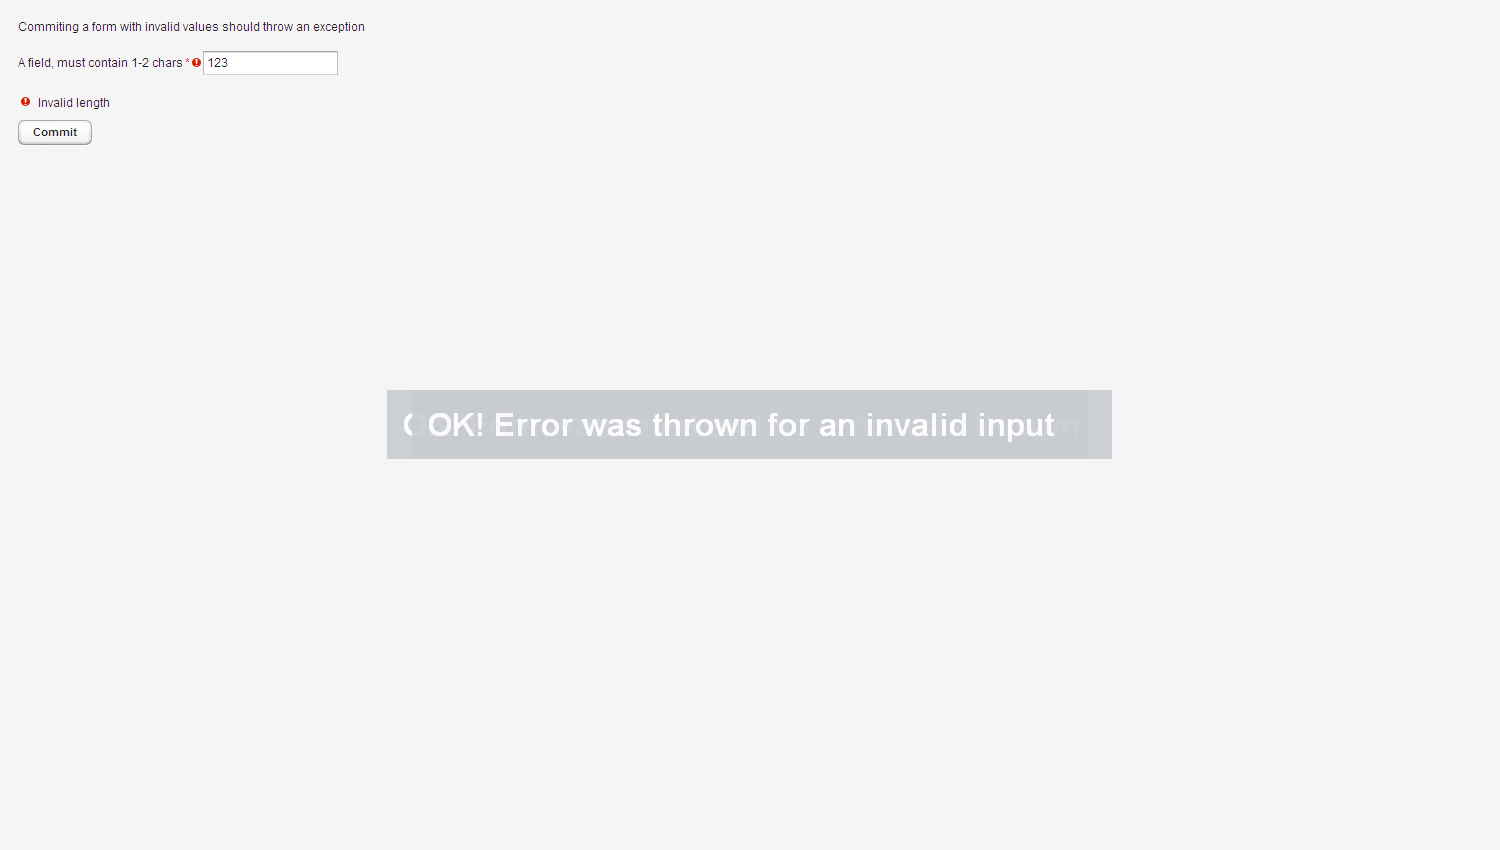 Commiting a form with invalid values should throw an exception
A field, must contain 1-2 chars * 123
Invalid length
Commit
OK! Error was thrown for an invalid input